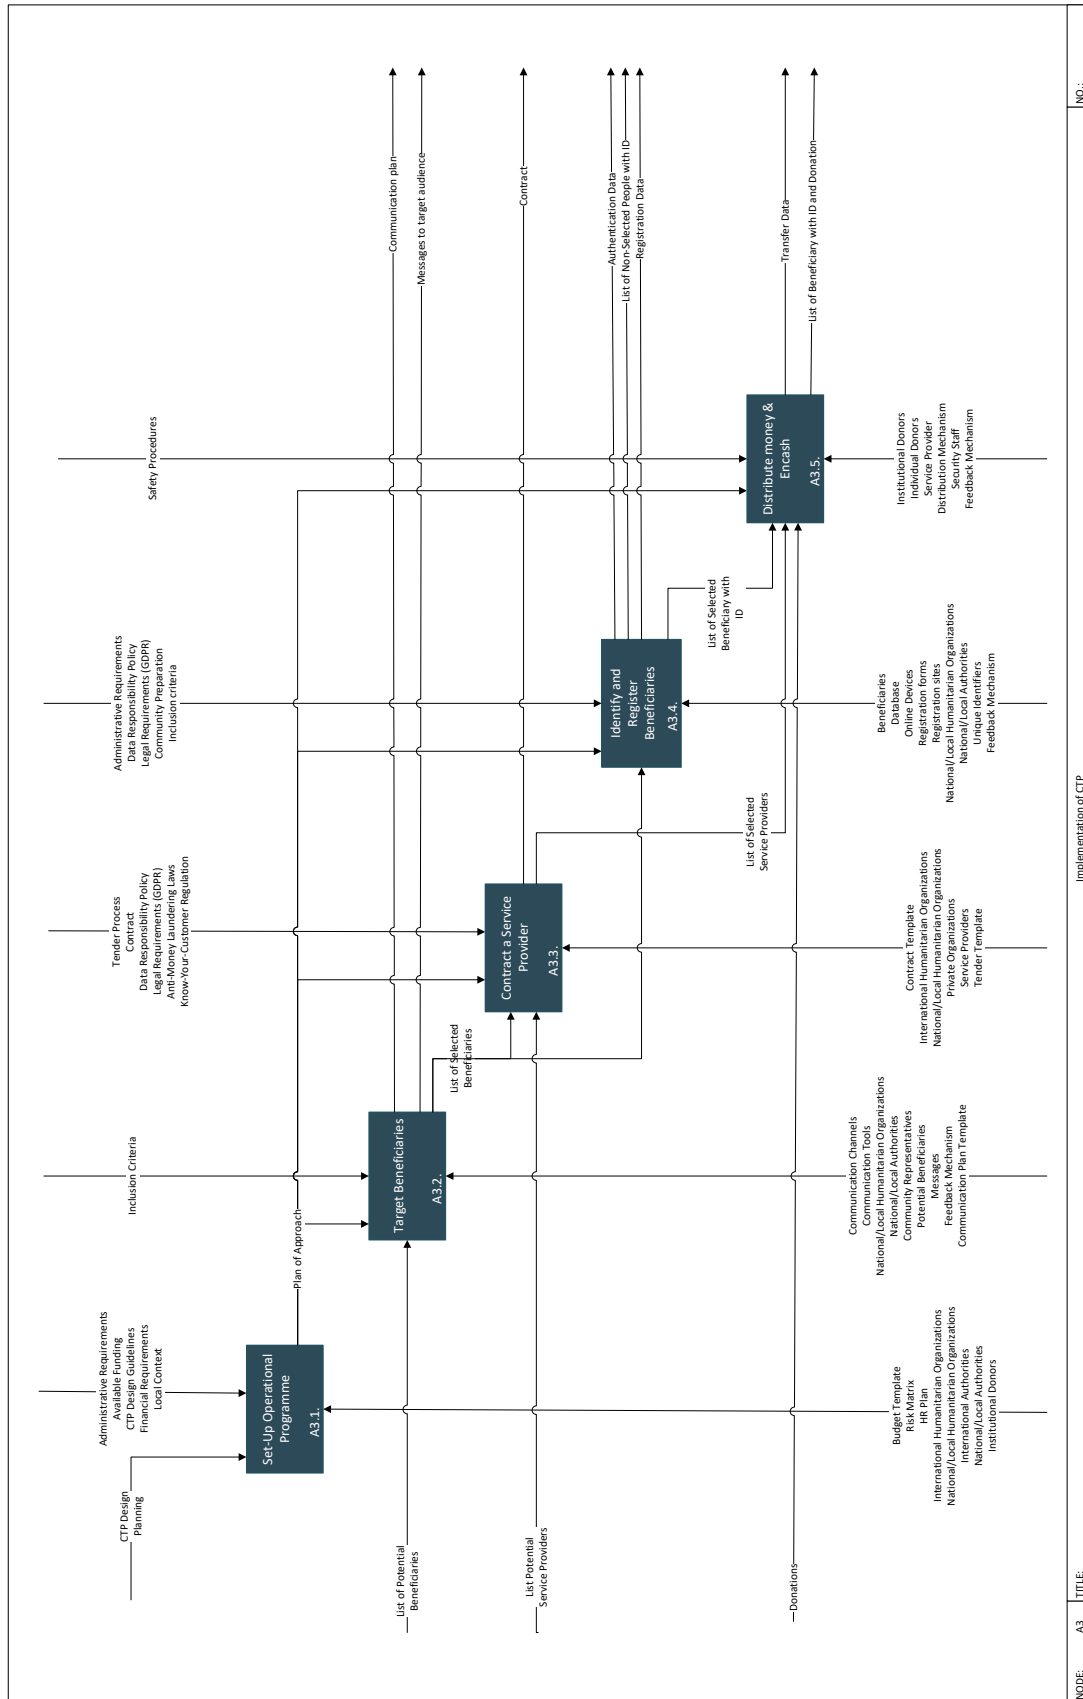 CTP Design
Planning
Administrative Requirements
Available Funding
CTP Design Guidelines
Financial Requirements
Local Context
Inclusion Criteria
Tender Process
Contract
Data Responsibility Policy
Legal Requirements (GDPR)
Anti-Money Laundering Laws
Know-Your-Customer Regulation
Administrative Requirements
Data Responsibility Policy
Legal Requirements (GDPR)
Community Preparation
Inclusion criteria
Safety Procedures
Set-Up Operational
Programme
A3.1.
Plan of Approach
List of Potential
Beneficiaries
Target Beneficiaries
A3.2.
Communication plan
Messages to target audience
List of Selected
Beneficiaries
List Potential
Service Providers
Contract a Service
Provider
A3.3.
Contract
List of Selected
Service Providers
Identify and
Register
Beneficiaries
A3.4.
Authentication Data
List of Non-Selected People with ID
Registration Data
List of Selected
Beneficiary with
ID
Donations
Distribute money &
Encash
A3.5.
Transfer Data
List of Beneficiary with ID and Donation
Budget Template
Risk Matrix
HR Plan
International Humanitarian Organizations
National/Local Humanitarian Organizations
International Authorities
National/Local Authorities
Institutional Donors
Communication Channels
Communication Tools
National/Local Humanitarian Organizations
National/Local Authorities
Community Representatives
Potential Beneficiaries
Messages
Feedback Mechanism
Communication Plan Template
Contract Template
International Humanitarian Organizations
National/Local Humanitarian Organizations
Private Organizations
Service Providers
Tender Template
Beneficiaries
Database
Online Devices
Registration forms
Registration sites
National/Local Humanitarian Organizations
National/Local Authorities
Unique Identifiers
Feedback Mechanism
Institutional Donors
Individual Donors
Service Provider
Distribution Mechanism
Security Staff
Feedback Mechanism
NODE: A3 TITLE: Implementation of CTP NO.: